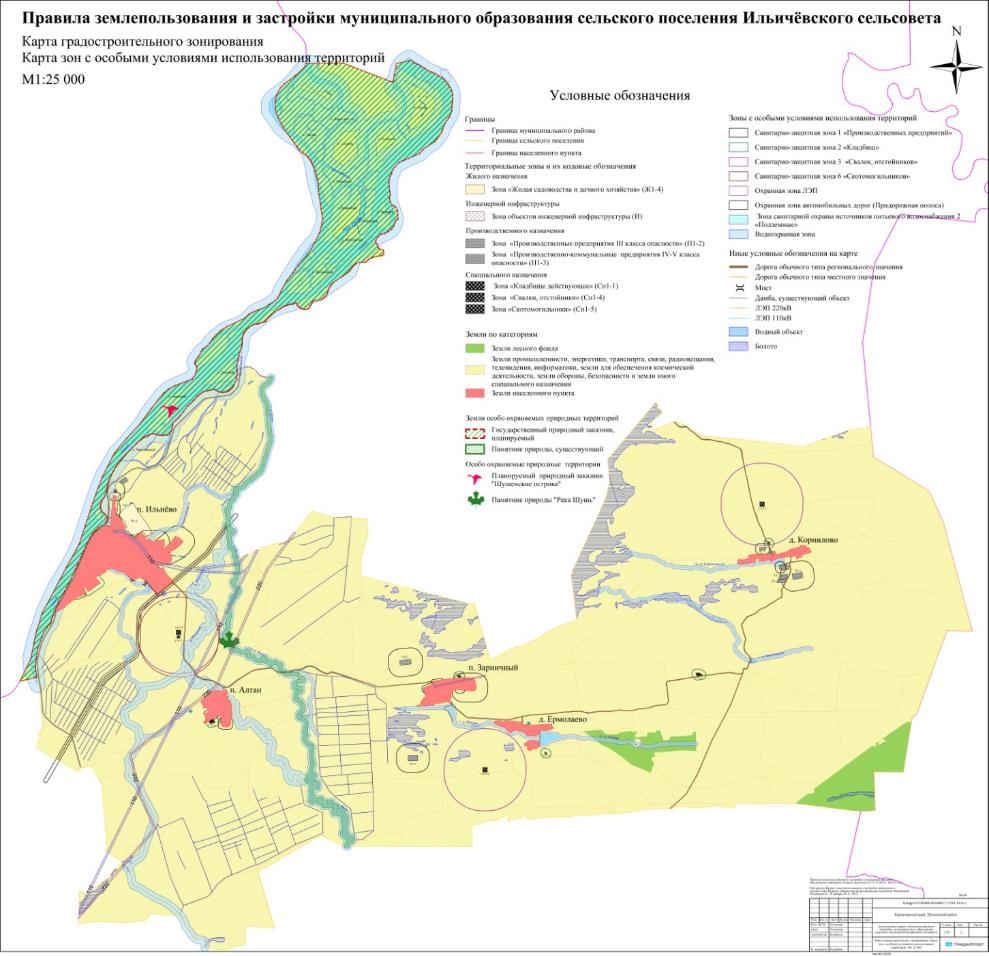 Правила землепользования и застройки муниципального образования сельского поселения Ильичёвского сельсовета
Карта градостроительного зонирования
Карта зон с особыми условиями использования территорий
М1:25 000
N
Условные обозначения
Границы
Граница муниципального района
Граница сельского поселения
Граница населенного пункта
Территориальные зоны и их кодовые обозначения
Жилого назначения
Зона «Жилая садоводства и дачного хозяйства» (Ж1-4)
Инженерной инфраструктуры
Зона объектов инженерной инфраструктуры (И)
Производственного назначения
Зона «Производственные предприятия III класса опасности» (П1-2)
Зона «Производственно-коммунальные предприятия IV-V класса
опасности» (П1-3)
Специального назначения
Зона «Кладбище действующее» (Сп1-1)
Зона «Свалки, отстойники» (Сп1-4)
Зона «Скотомогильники» (Сп1-5)
Земли по категориям
Земли лесного фонда
Земли промышленности, энергетики, транспорта, связи, радиовещания,
телевидения, информатики, земли для обеспечения космической
деятельности, земли обороны, безопасности и земли иного
специального назначения
Земли населенного пункта
Земли особо охраняемых природных территорий
Государственный природный заказник,
планируемый
Памятник природы, существующий
Особо охраняемые природные территории
Планируемый природный заказник
"Шушенские острова"
Памятник природы "Река Шушь"
Зоны с особыми условиями использования территорий
Санитарно-защитная зона 1 «Производственных предприятий»
Санитарно-защитная зона 2 «Кладбищ»
Санитарно-защитная зона 3 «Свалок, отстойников»
Санитарно-защитная зона 6 «Скотомогильников»
Охранная зона ЛЭП
Охранная зона автомобильных дорог (Придорожная полоса)
Зона санитарной охраны источников питьевого водоснабжения 2
«Подземные»
Водоохранная зона
Иные условные обозначения на карте
Дорога обычного типа регионального значения
Дорога обычного типа местного значения
Мост
Дамба, существующий объект
ЛЭП 220кВ
ЛЭП 110кВ
Водный объект
Болото
п. Ильичёво
д. Корнилово
п. Зарничный
п. Алтан
д. Ермолаево
220
110
ГРАЖДАНПРОЕКТ